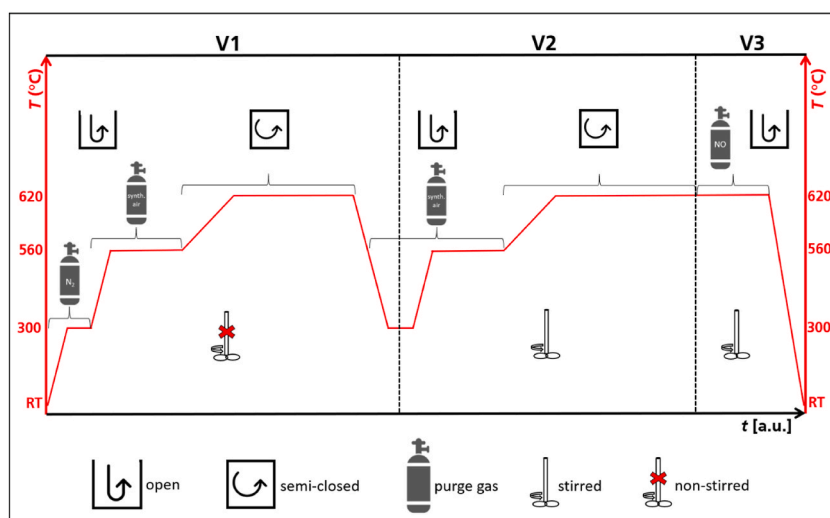 V1 V2 V3
T (°C) T (°C)
NO
620 synth. air synth. air 620
560 560
N2
300 300
RT RT
t [a.u.]
open semi-closed purge gas stirred non-stirred